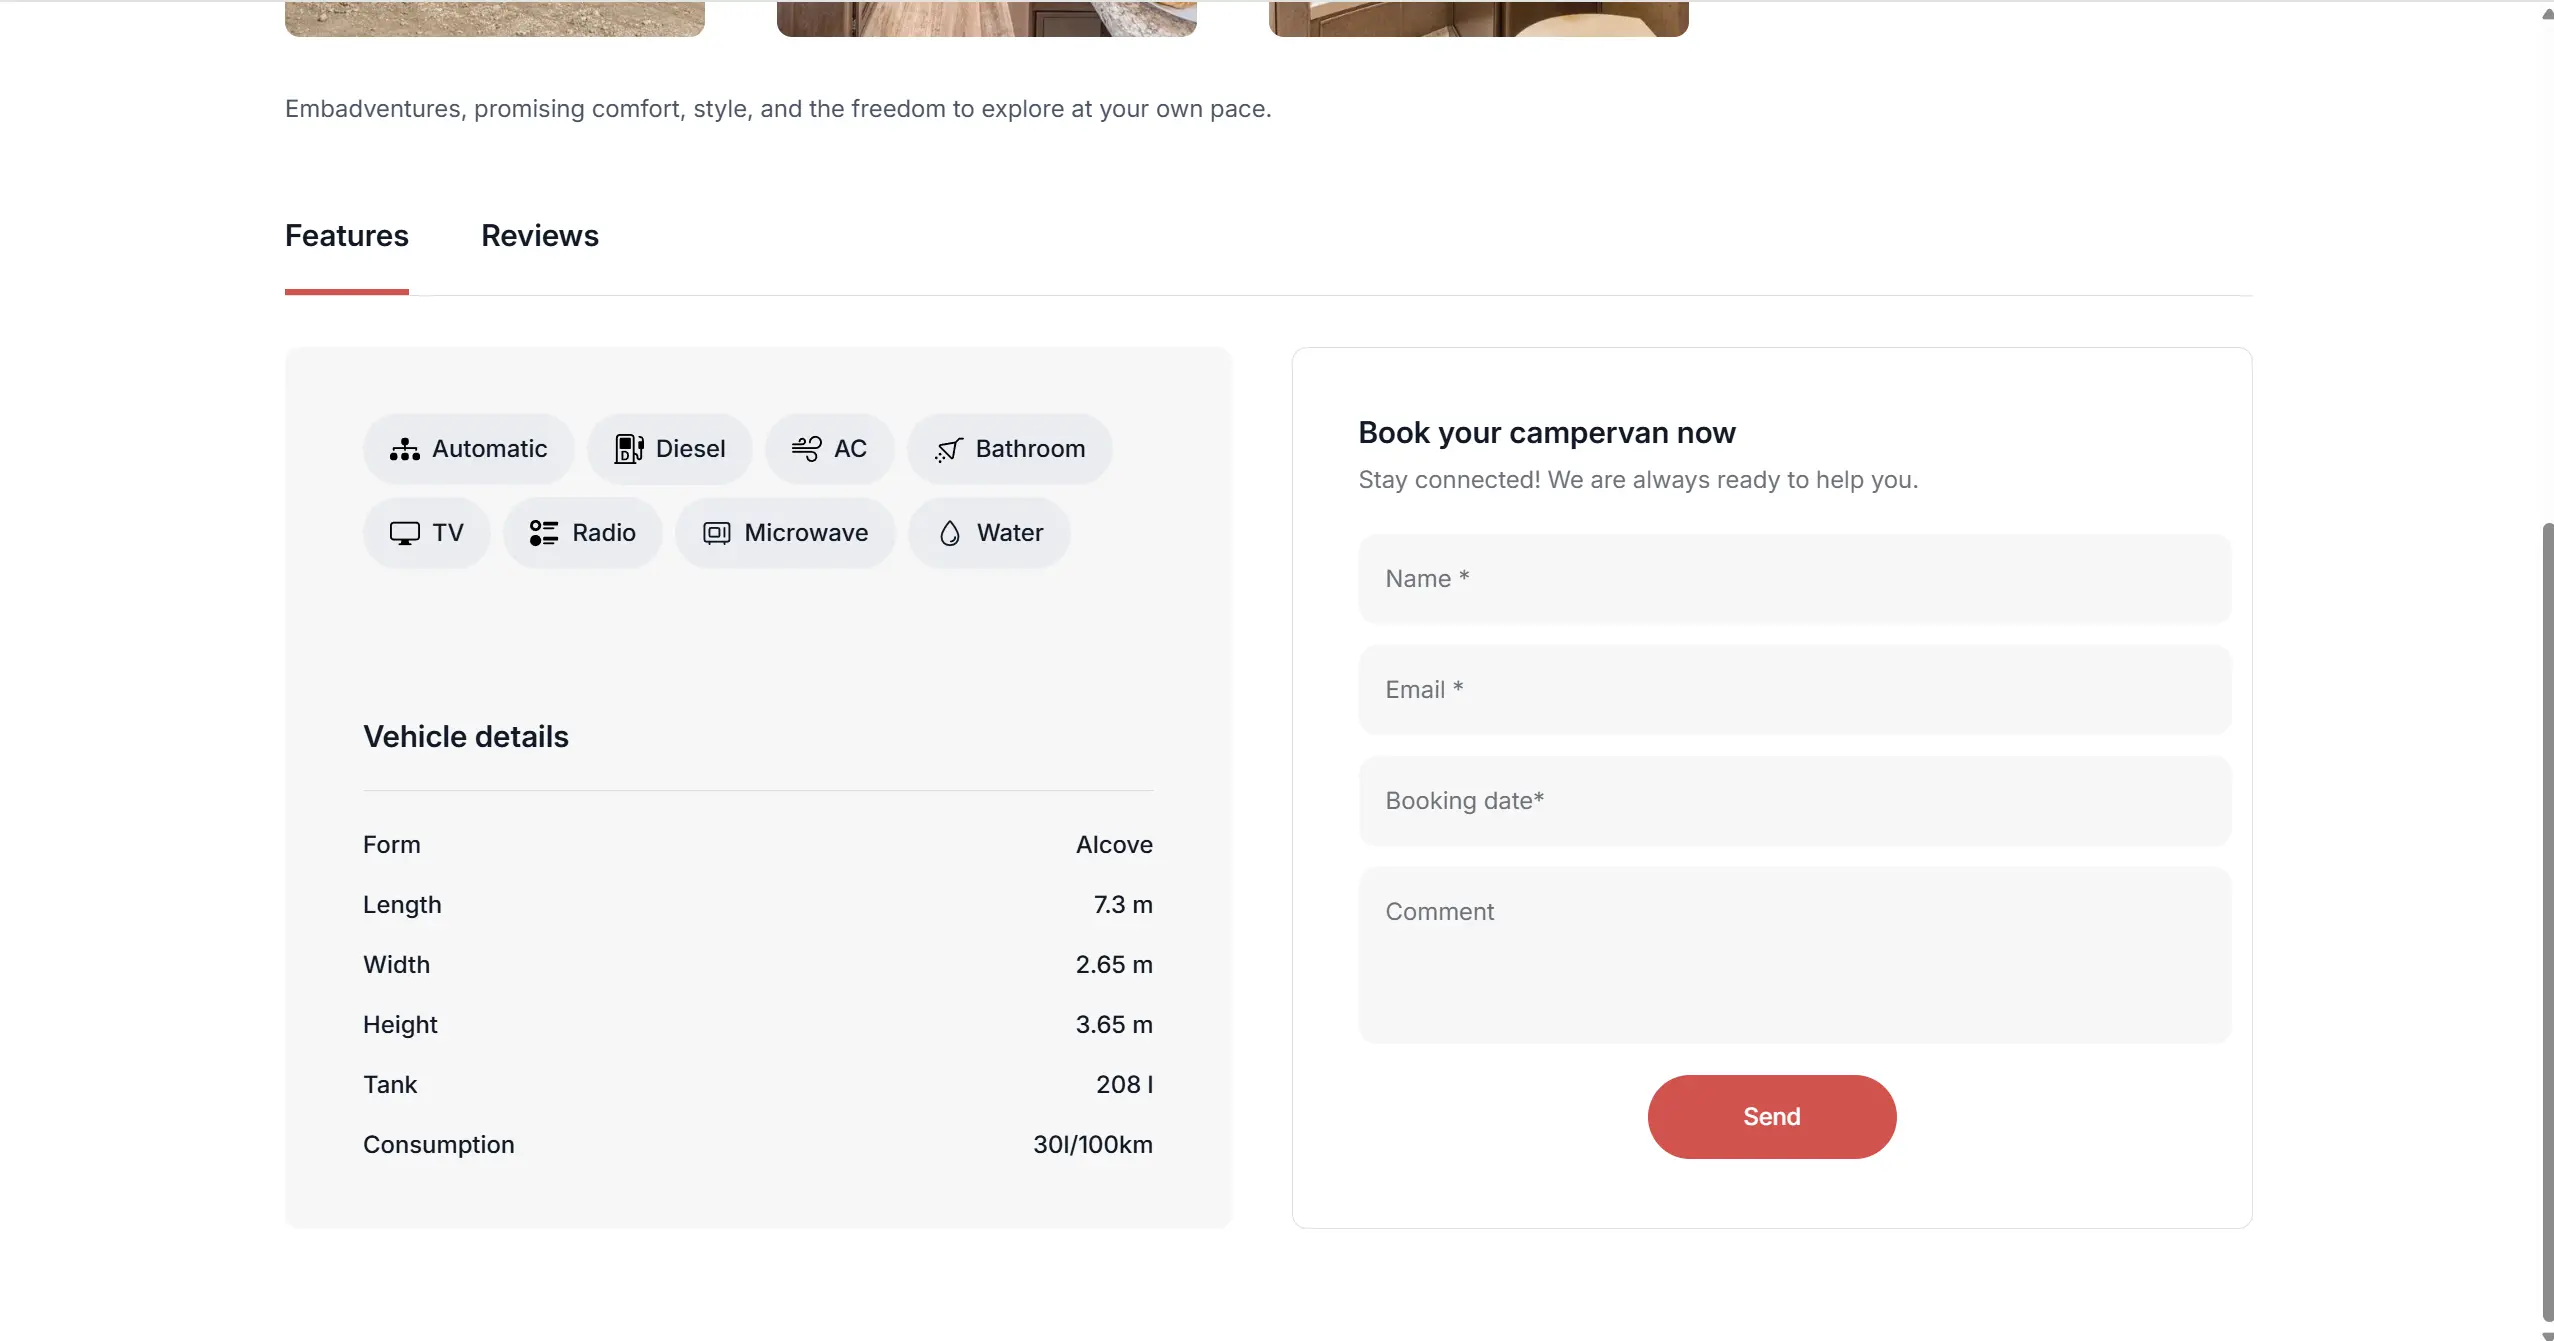 Embadventures, promising comfort, style, and the freedom to explore at your own pace.
Features Reviews
Automatic Diesel AC Bathroom
TV Radio Microwave Water
Vehicle details
Form Alcove
Length 7.3 m
Width 2.65 m
Height 3.65 m
Tank 208 l
Consumption 30l/100km
Book your campervan now
Stay connected! We are always ready to help you.
Name *
Email *
Booking date*
Comment
Send